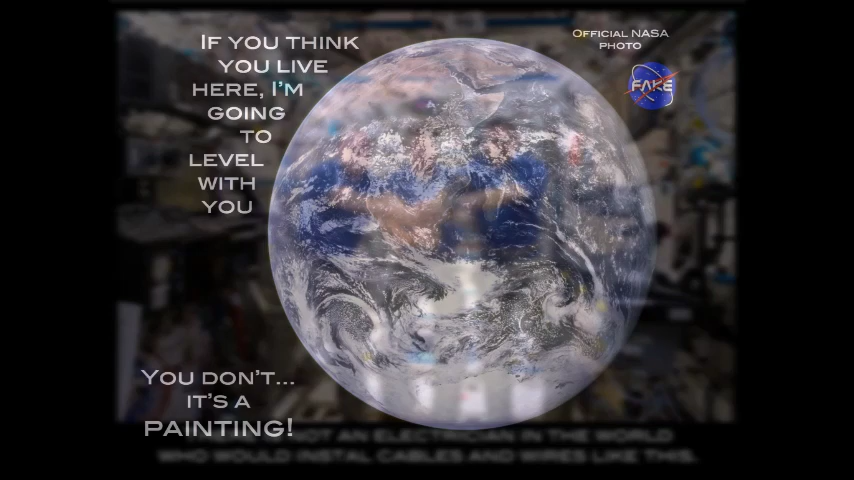 If you think
you live
here, I'm
going
to
level
with
you
Official NASA
photo
FAKE
You don't...
it's a
painting!
NOT AN ELECTRICIAN IN THE WORLD
WHO WOULD INSTAL CABLES AND WIRES LIKE THIS.